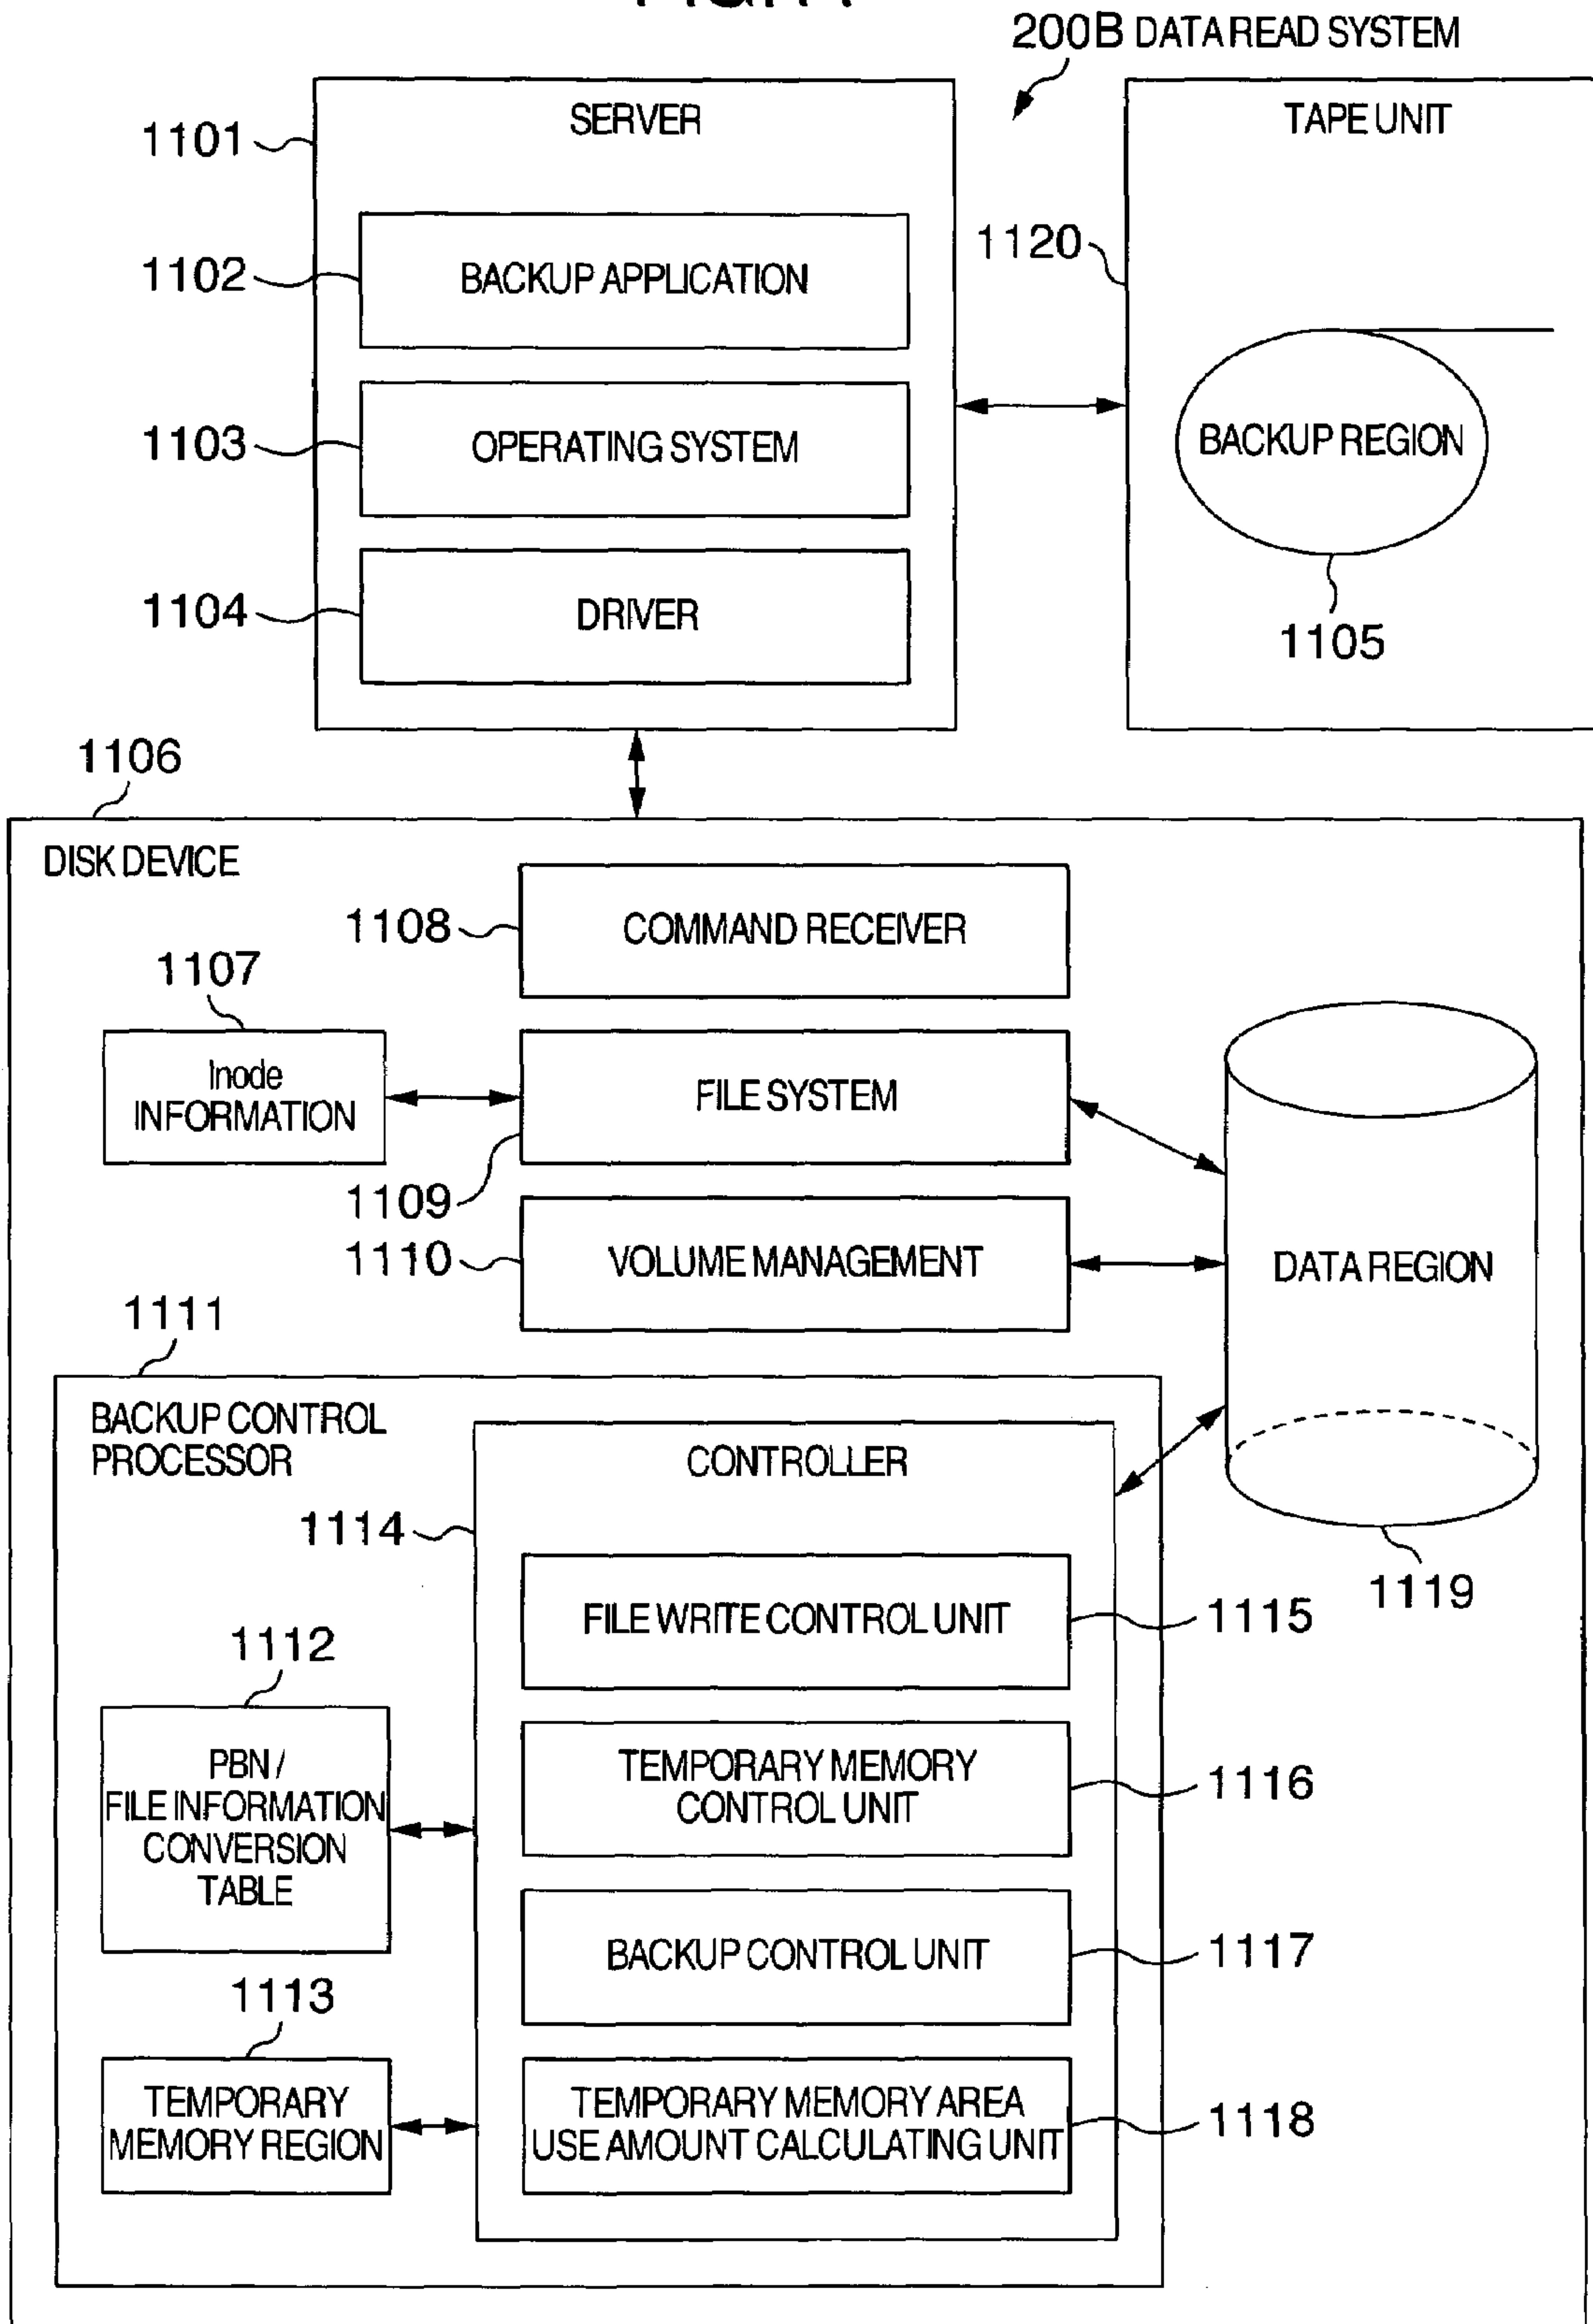 200B DATA READ SYSTEM
SERVER
TAPE UNIT
1101
1120
1102
BACKUP APPLICATION
1103
OPERATING SYSTEM
BACKUP REGION
1104
DRIVER
1105
1106
DISK DEVICE
1108
COMMAND RECEIVER
1107
Inode
INFORMATION
FILE SYSTEM
1109
1110
VOLUME MANAGEMENT
DATA REGION
1111
BACKUP CONTROL
PROCESSOR
CONTROLLER
1114
1119
FILE WRITE CONTROL UNIT
1115
1112
PBN /
FILE INFORMATION
CONVERSION
TABLE
TEMPORARY MEMORY
CONTROL UNIT
1116
BACKUP CONTROL UNIT
1117
1113
TEMPORARY
MEMORY REGION
TEMPORARY MEMORY AREA
USE AMOUNT CALCULATING UNIT
1118